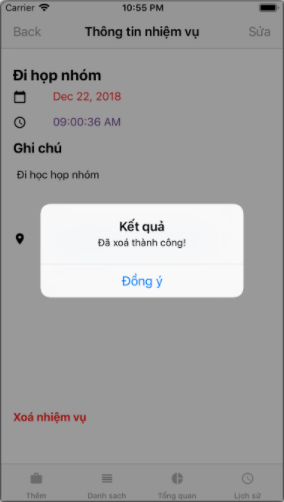 Carrier 10:55 PM
Back Thông tin nhiệm vụ Sửa
Đi họp nhóm
Dec 22, 2018
09:00:36 AM
Ghi chú
Đi học họp nhóm
Kết quả
Đã xoá thành công!
Đồng ý
Xoá nhiệm vụ
Thêm Danh sach Tổng quan Lịch sử